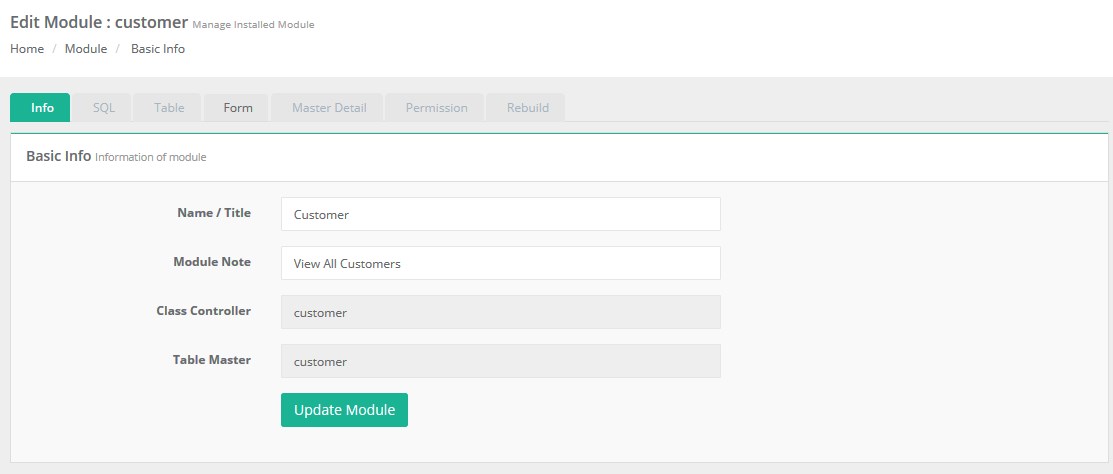 Edit Module : customer Manage Installed Module
Home / Module / Basic Info
Info SQL Table Form Master Detail Permission Rebuild
Basic Info Information of module
Name / Title Customer
Module Note View All Customers
Class Controller customer
Table Master customer
Update Module